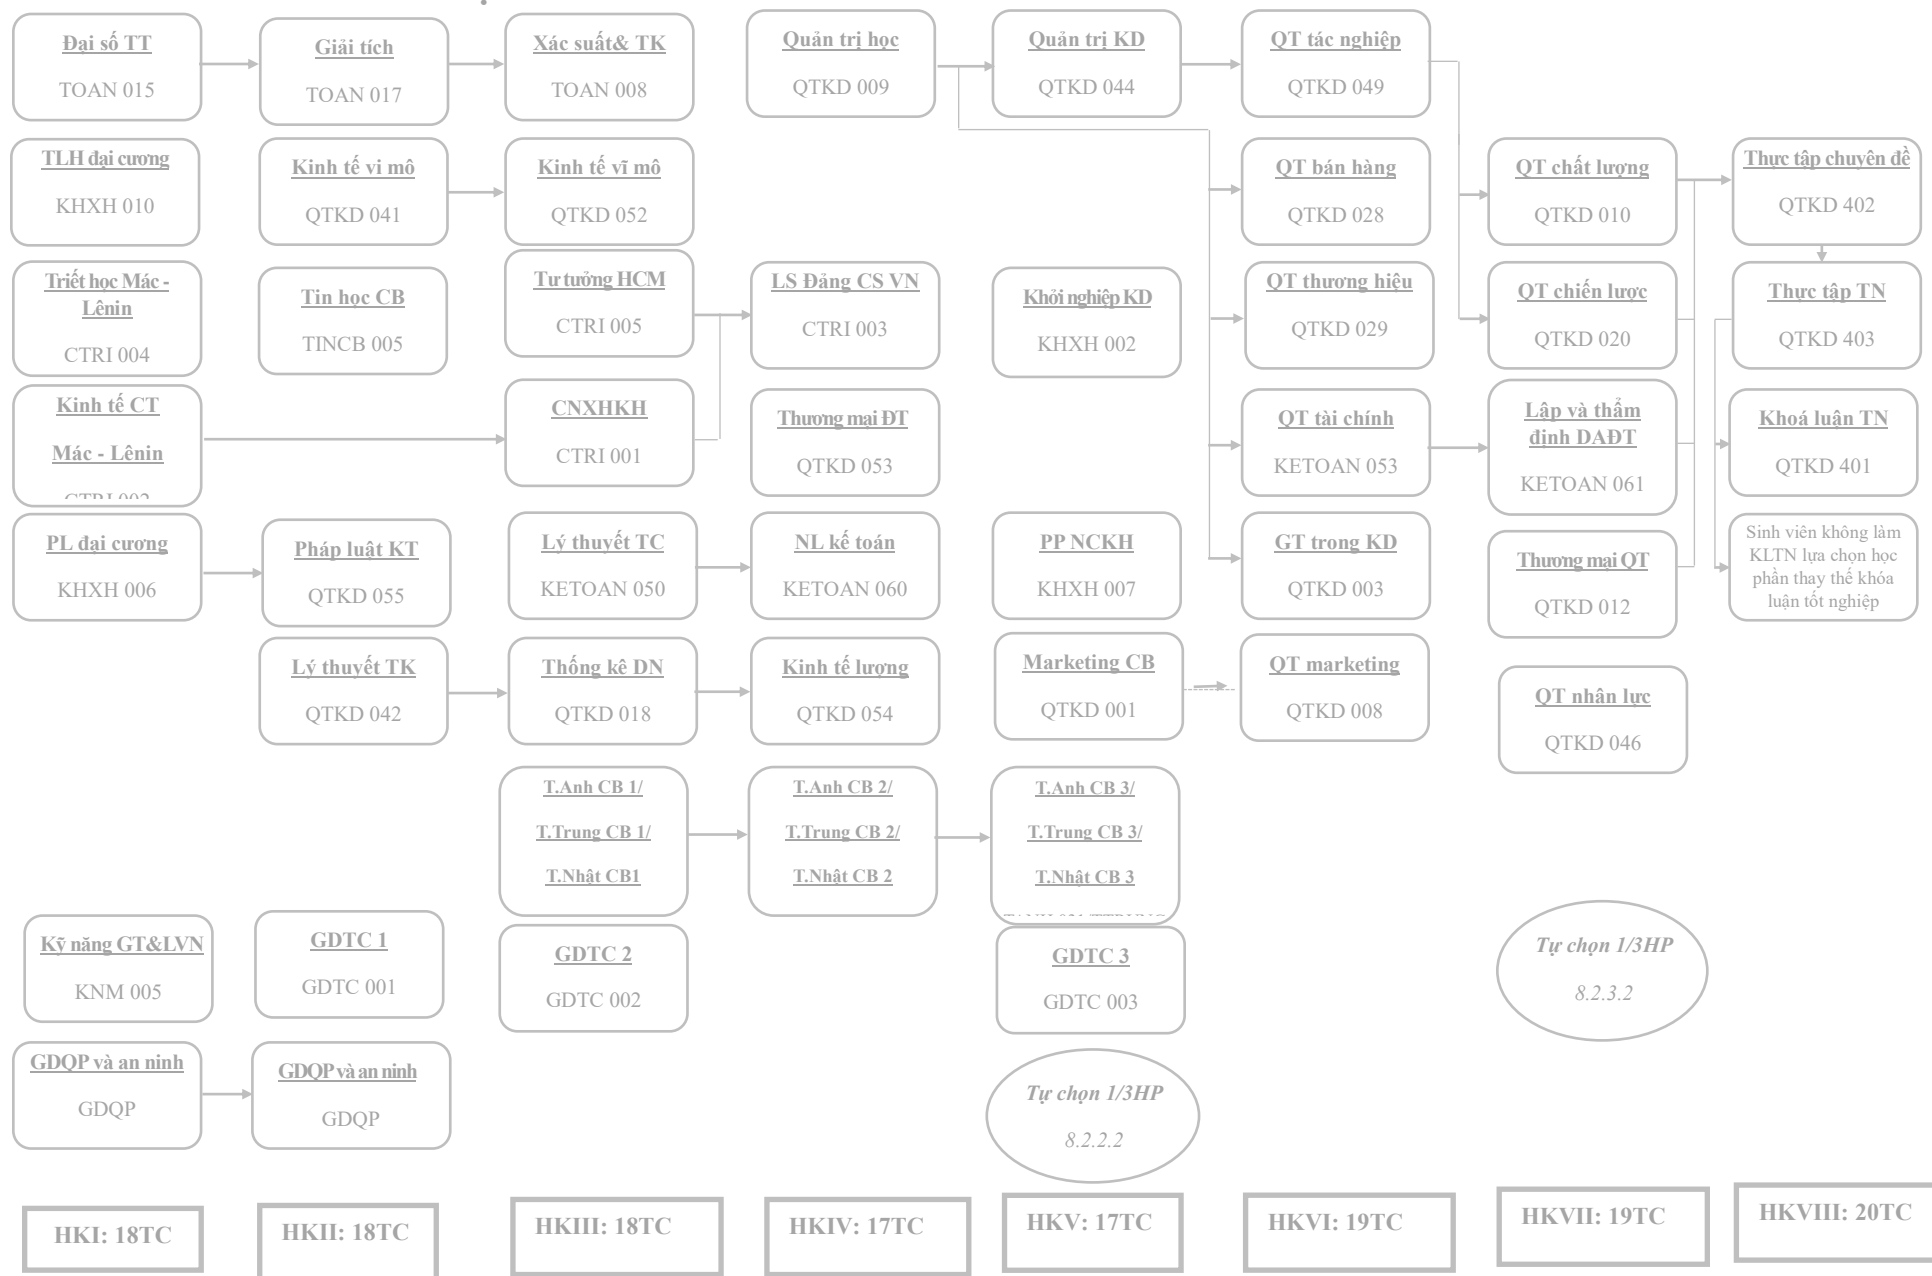 Đại số TT
TOAN 015
Giải tích
TOAN 017
Xác suất& TK
TOAN 008
Quản trị học
QTKD 009
Quản trị KD
QTKD 044
QT tác nghiệp
QTKD 049
TLH đại cương
KHXH 010
Kinh tế vi mô
QTKD 041
Kinh tế vĩ mô
QTKD 052
QT bán hàng
QTKD 028
QT chất lượng
QTKD 010
Thực tập chuyên đề
QTKD 402
Triết học Mác -
Lênin
CTRI 004
Tin học CB
TINCB 005
Tư tưởng HCM
CTRI 005
LS Đảng CS VN
CTRI 003
Khởi nghiệp KD
KHXH 002
QT thương hiệu
QTKD 029
QT chiến lược
QTKD 020
Thực tập TN
QTKD 403
Kinh tế CT
Mác - Lênin
CTRI 002
CNXHKH
CTRI 001
Thương mại ĐT
QTKD 053
QT tài chính
KETOAN 053
Lập và thẩm
định DAĐT
KETOAN 061
Khoá luận TN
QTKD 401
PL đại cương
KHXH 006
Pháp luật KT
QTKD 055
Lý thuyết TC
KETOAN 050
NL kế toán
KETOAN 060
PP NCKH
KHXH 007
GT trong KD
QTKD 003
Thương mại QT
QTKD 012
Sinh viên không làm
KLTN lựa chọn học
phần thay thế khóa
luận tốt nghiệp
Lý thuyết TK
QTKD 042
Thống kê DN
QTKD 018
Kinh tế lượng
QTKD 054
Marketing CB
QTKD 001
QT marketing
QTKD 008
QT nhân lực
QTKD 046
T.Anh CB 1/
T.Trung CB 1/
T.Nhật CB1
T.Anh CB 2/
T.Trung CB 2/
T.Nhật CB 2
T.Anh CB 3/
T.Trung CB 3/
T.Nhật CB 3
Kỹ năng GT&LVN
KNM 005
GDTC 1
GDTC 001
GDTC 2
GDTC 002
GDTC 3
GDTC 003
Tự chọn 1/3HP
8.2.3.2
GDQP và an ninh
GDQP
GDQP và an ninh
GDQP
Tự chọn 1/3HP
8.2.2.2
HKI: 18TC
HKII: 18TC
HKIII: 18TC
HKIV: 17TC
HKV: 17TC
HKVI: 19TC
HKVII: 19TC
HKVIII: 20TC